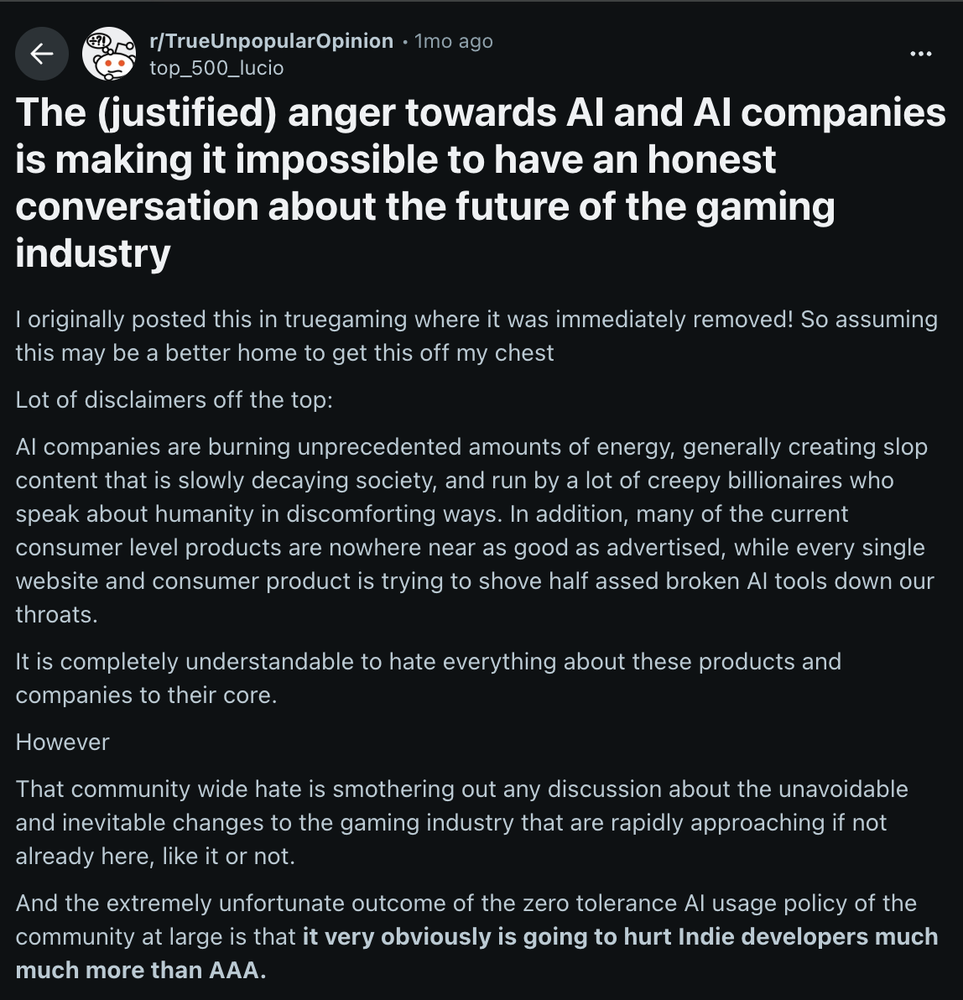 r/TrueUnpopularOpinion • 1mo ago
top_500_lucio
The (justified) anger towards AI and AI companies
is making it impossible to have an honest
conversation about the future of the gaming
industry
I originally posted this in truegaming where it was immediately removed! So assuming
this may be a better home to get this off my chest
Lot of disclaimers off the top:
AI companies are burning unprecedented amounts of energy, generally creating slop
content that is slowly decaying society, and run by a lot of creepy billionaires who
speak about humanity in discomforting ways. In addition, many of the current
consumer level products are nowhere near as good as advertised, while every single
website and consumer product is trying to shove half assed broken AI tools down our
throats.
It is completely understandable to hate everything about these products and
companies to their core.
However
That community wide hate is smothering out any discussion about the unavoidable
and inevitable changes to the gaming industry that are rapidly approaching if not
already here, like it or not.
And the extremely unfortunate outcome of the zero tolerance AI usage policy of the
community at large is that it very obviously is going to hurt Indie developers much
much more than AAA.